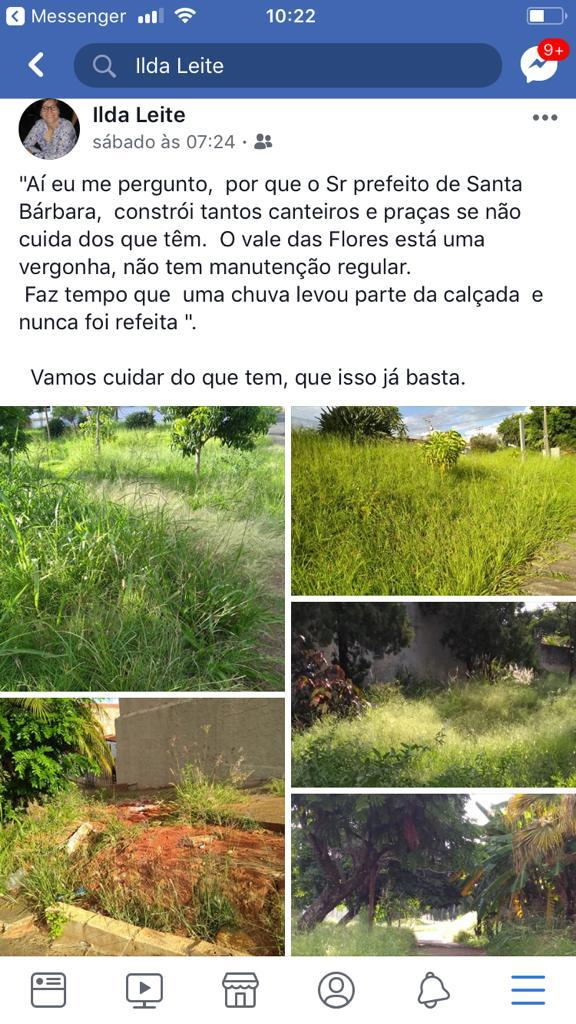 Messenger 10:22
Ilda Leite 9+
Ilda Leite
sábado às 07:24 ·
"Aí eu me pergunto, por que o Sr prefeito de Santa
Bárbara, constrói tantos canteiros e praças se não
cuida dos que têm. O vale das Flores está uma
vergonha, não tem manutenção regular.
Faz tempo que uma chuva levou parte da calçada e
nunca foi refeita ".
Vamos cuidar do que tem, que isso já basta.